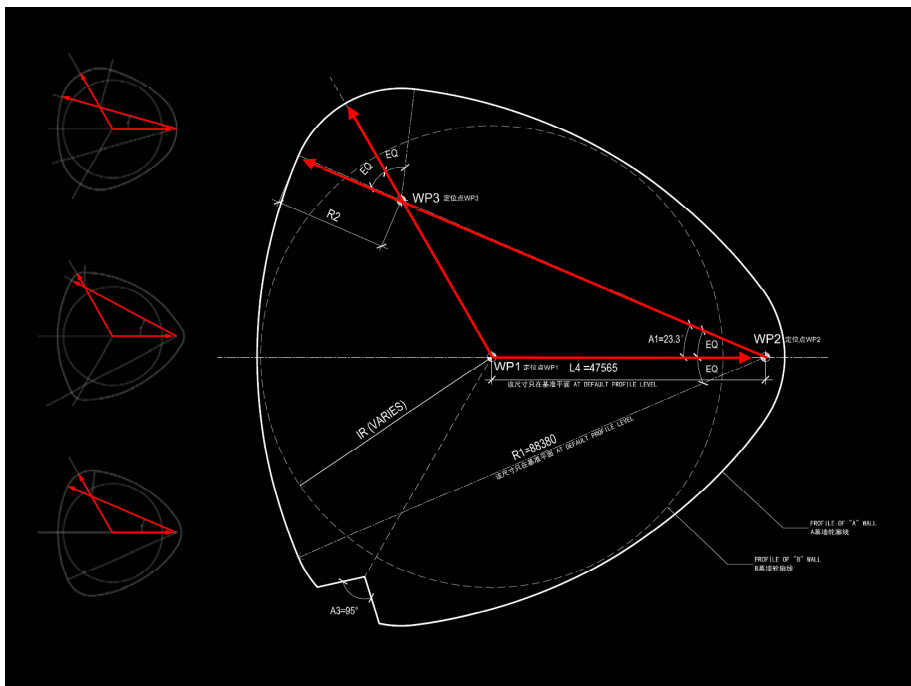 EQ
EQ
WP3 定位点WP3
R2
A1=23.3
EQ
WP2 定位点WP2
EQ
WP1 定位点WP1
L4 =47565
该尺寸只在基准平面 AT DEFAULT PROFILE LEVEL
IR (VARIES)
R1=88380
该尺寸只在基准平面 AT DEFAULT PROFILE LEVEL
PROFILE OF "A" WALL
A幕墙轮廓线
PROFILE OF "B" WALL
B幕墙轮廓线
A3=95°